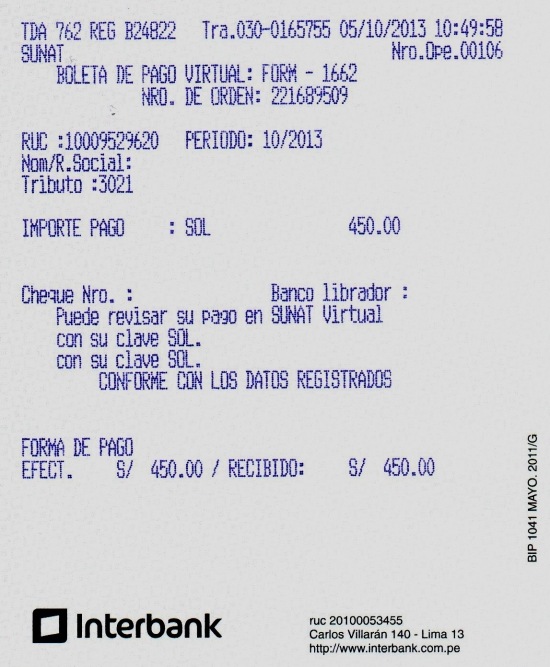 TDA 762 REG B24822 Tra.030-0165755 05/10/2013 10:49:58
SUNAT Nro.Ope.00106
BOLETA DE PAGO VIRTUAL: FORM - 1662
NRO. DE ORDEN: 221689509
RUC :10009529620 PERIODO: 10/2013
Nom/R.Social:
Tributo :3021
IMPORTE PAGO : SOL 450.00
Cheque Nro. : Banco librador :
Puede revisar su pago en SUNAT Virtual
con su clave SOL.
con su clave SOL.
CONFORME CON LOS DATOS REGISTRADOS
FORMA DE PAGO
EFECT. S/ 450.00 / RECIBIDO: S/ 450.00
BIP 1041 MAYO. 2011/G
Interbank
ruc 20100053455
Carlos Villarán 140 - Lima 13
http://www.interbank.com.pe